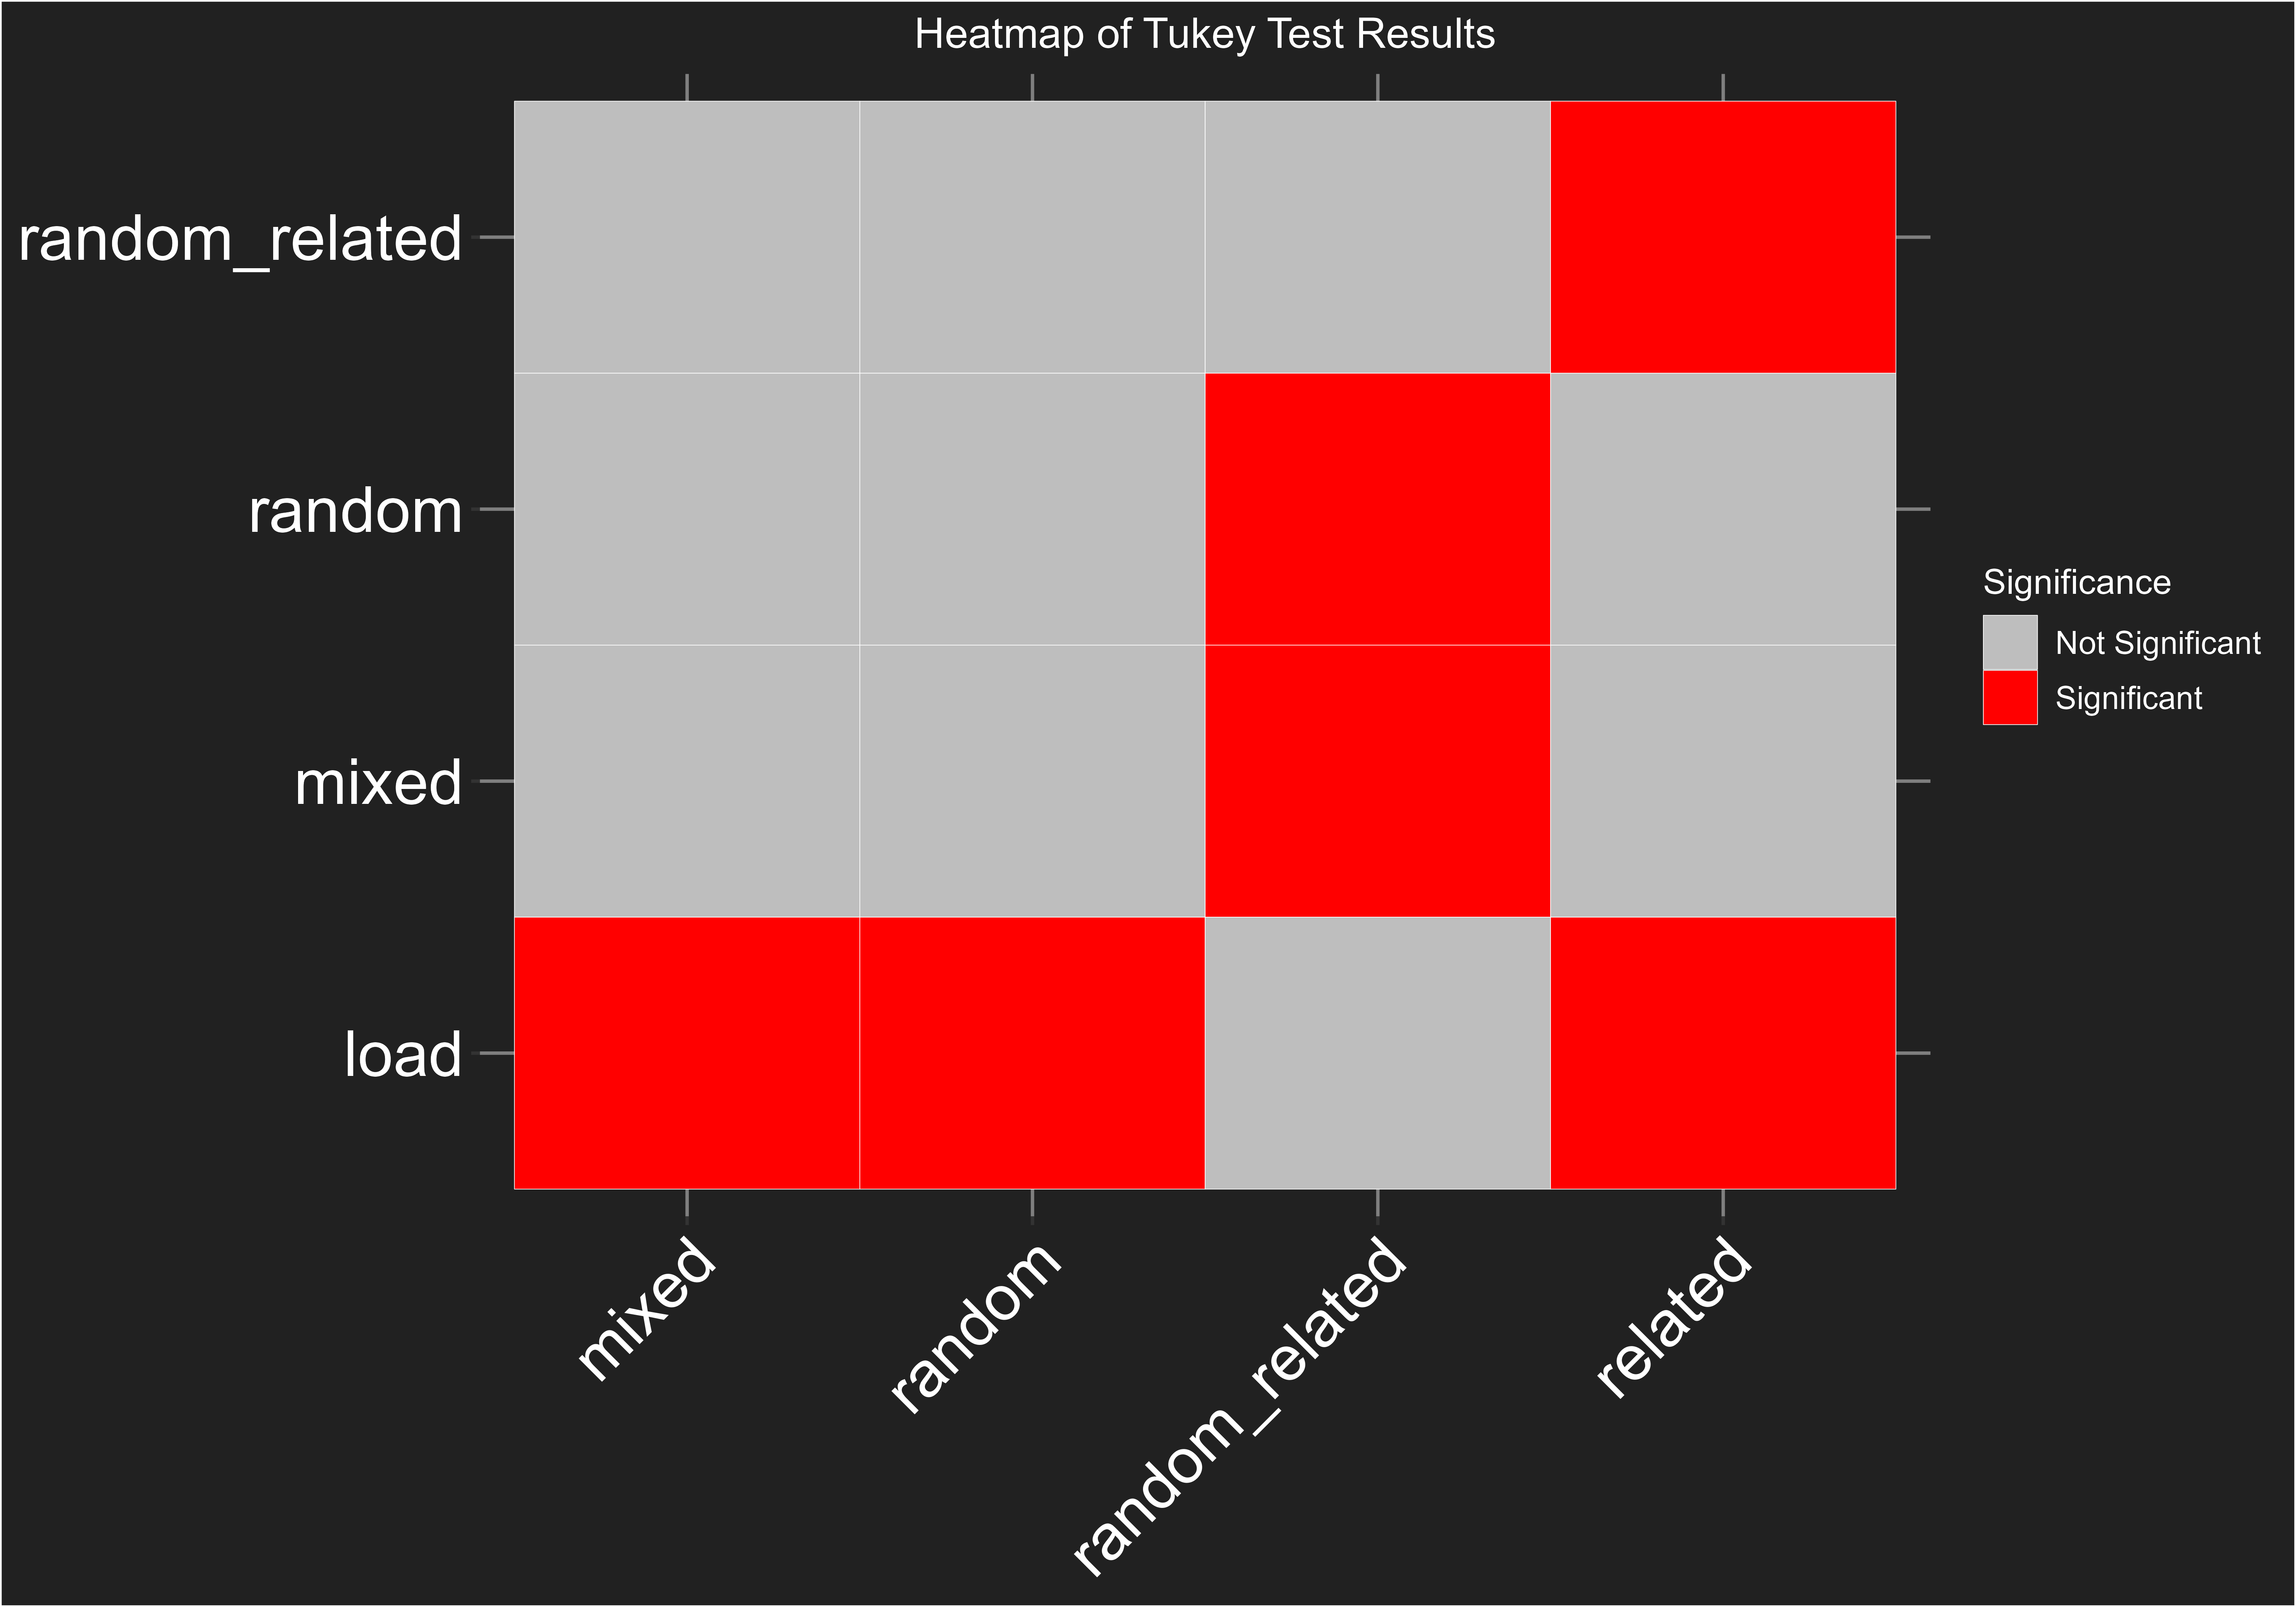 Heatmap of Tukey Test Results
random_related
random
mixed
load
mixed
random
random_related
related
Significance
Not Significant
Significant